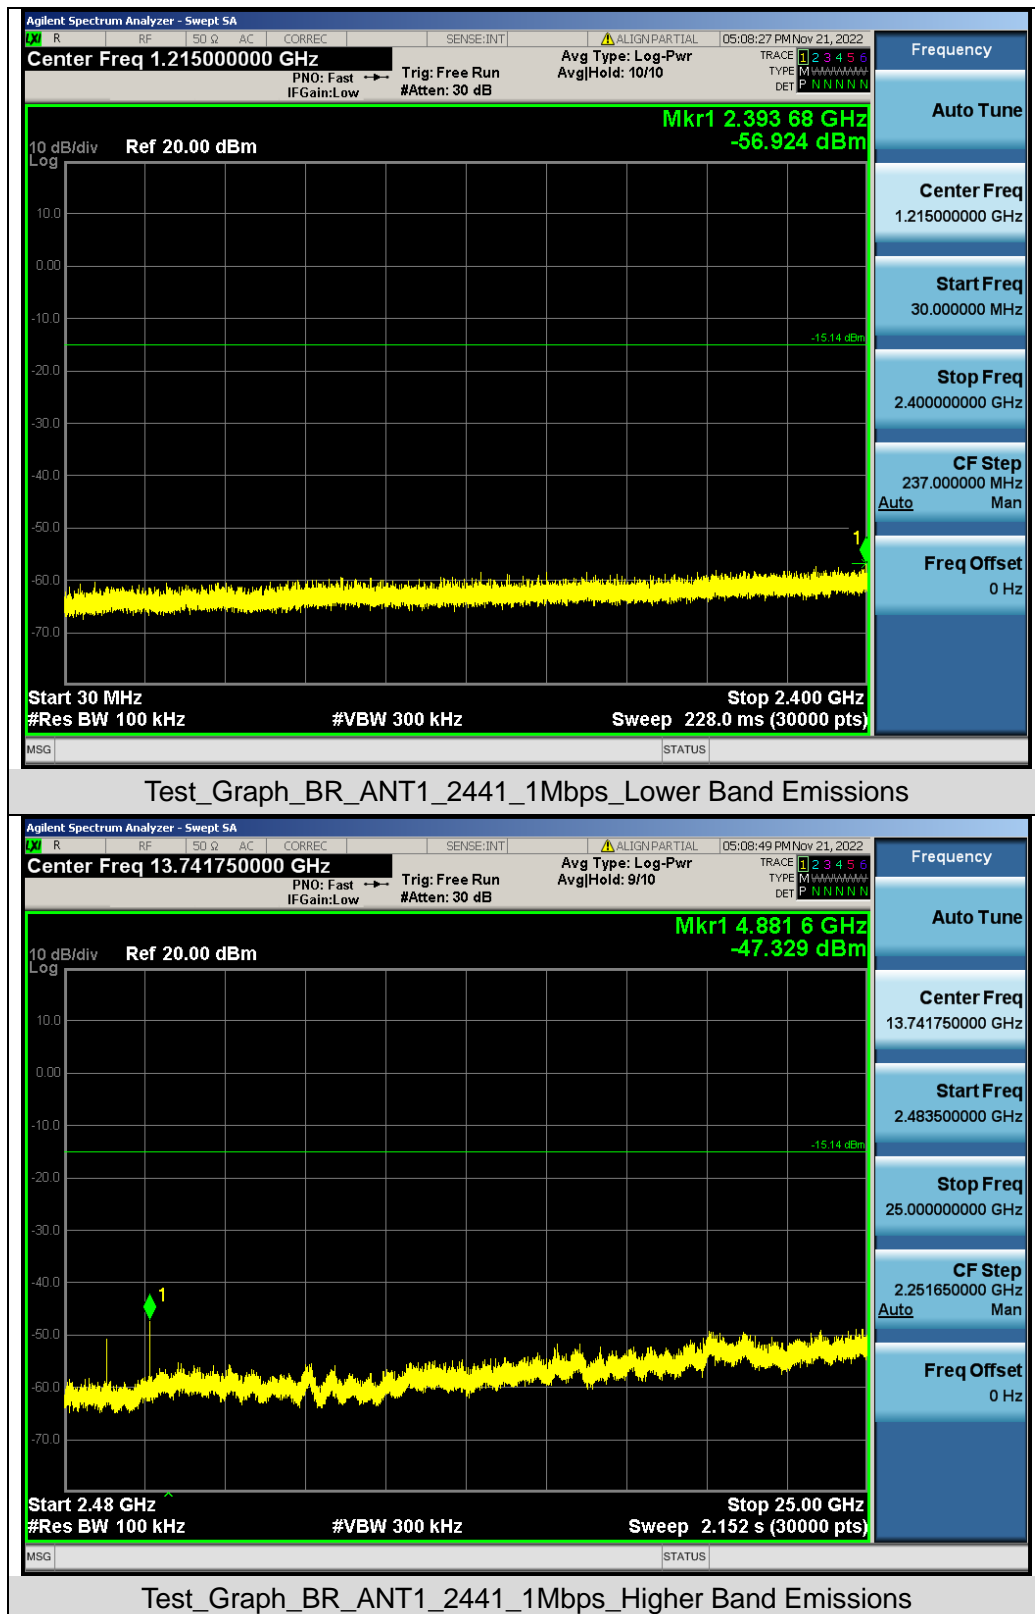 Agilent Spectrum Analyzer - Swept SA
LXI R RF 50 Ω AC CORREC SENSE:INT ALIGN PARTIAL 05:08:27 PM Nov 21, 2022
Center Freq 1.215000000 GHz
PNO: Fast
IFGain:Low
Trig: Free Run
#Atten: 30 dB
Avg Type: Log-Pwr
Avg|Hold: 10/10
TRACE 1 2 3 4 5 6
TYPE M
DET P N N N N N
Mkr1 2.393 68 GHz
-56.924 dBm
10 dB/div Ref 20.00 dBm
Log
10.0
0.00
-10.0
-15.14 dBm
-20.0
-30.0
-40.0
-50.0
1
-60.0
-70.0
Start 30 MHz Stop 2.400 GHz
#Res BW 100 kHz #VBW 300 kHz Sweep 228.0 ms (30000 pts)
MSG STATUS
Frequency
Auto Tune
Center Freq
1.215000000 GHz
Start Freq
30.000000 MHz
Stop Freq
2.400000000 GHz
CF Step
237.000000 MHz
Auto Man
Freq Offset
0 Hz
Test_Graph_BR_ANT1_2441_1Mbps_Lower Band Emissions
Agilent Spectrum Analyzer - Swept SA
LXI R RF 50 Ω AC CORREC SENSE:INT ALIGN PARTIAL 05:08:49 PM Nov 21, 2022
Center Freq 13.741750000 GHz
PNO: Fast
IFGain:Low
Trig: Free Run
#Atten: 30 dB
Avg Type: Log-Pwr
Avg|Hold: 9/10
TRACE 1 2 3 4 5 6
TYPE M
DET P N N N N N
Mkr1 4.881 6 GHz
-47.329 dBm
10 dB/div Ref 20.00 dBm
Log
10.0
0.00
-10.0
-15.14 dBm
-20.0
-30.0
-40.0
1
-50.0
-60.0
-70.0
Start 2.48 GHz Stop 25.00 GHz
#Res BW 100 kHz #VBW 300 kHz Sweep 2.152 s (30000 pts)
MSG STATUS
Frequency
Auto Tune
Center Freq
13.741750000 GHz
Start Freq
2.483500000 GHz
Stop Freq
25.000000000 GHz
CF Step
2.251650000 GHz
Auto Man
Freq Offset
0 Hz
Test_Graph_BR_ANT1_2441_1Mbps_Higher Band Emissions